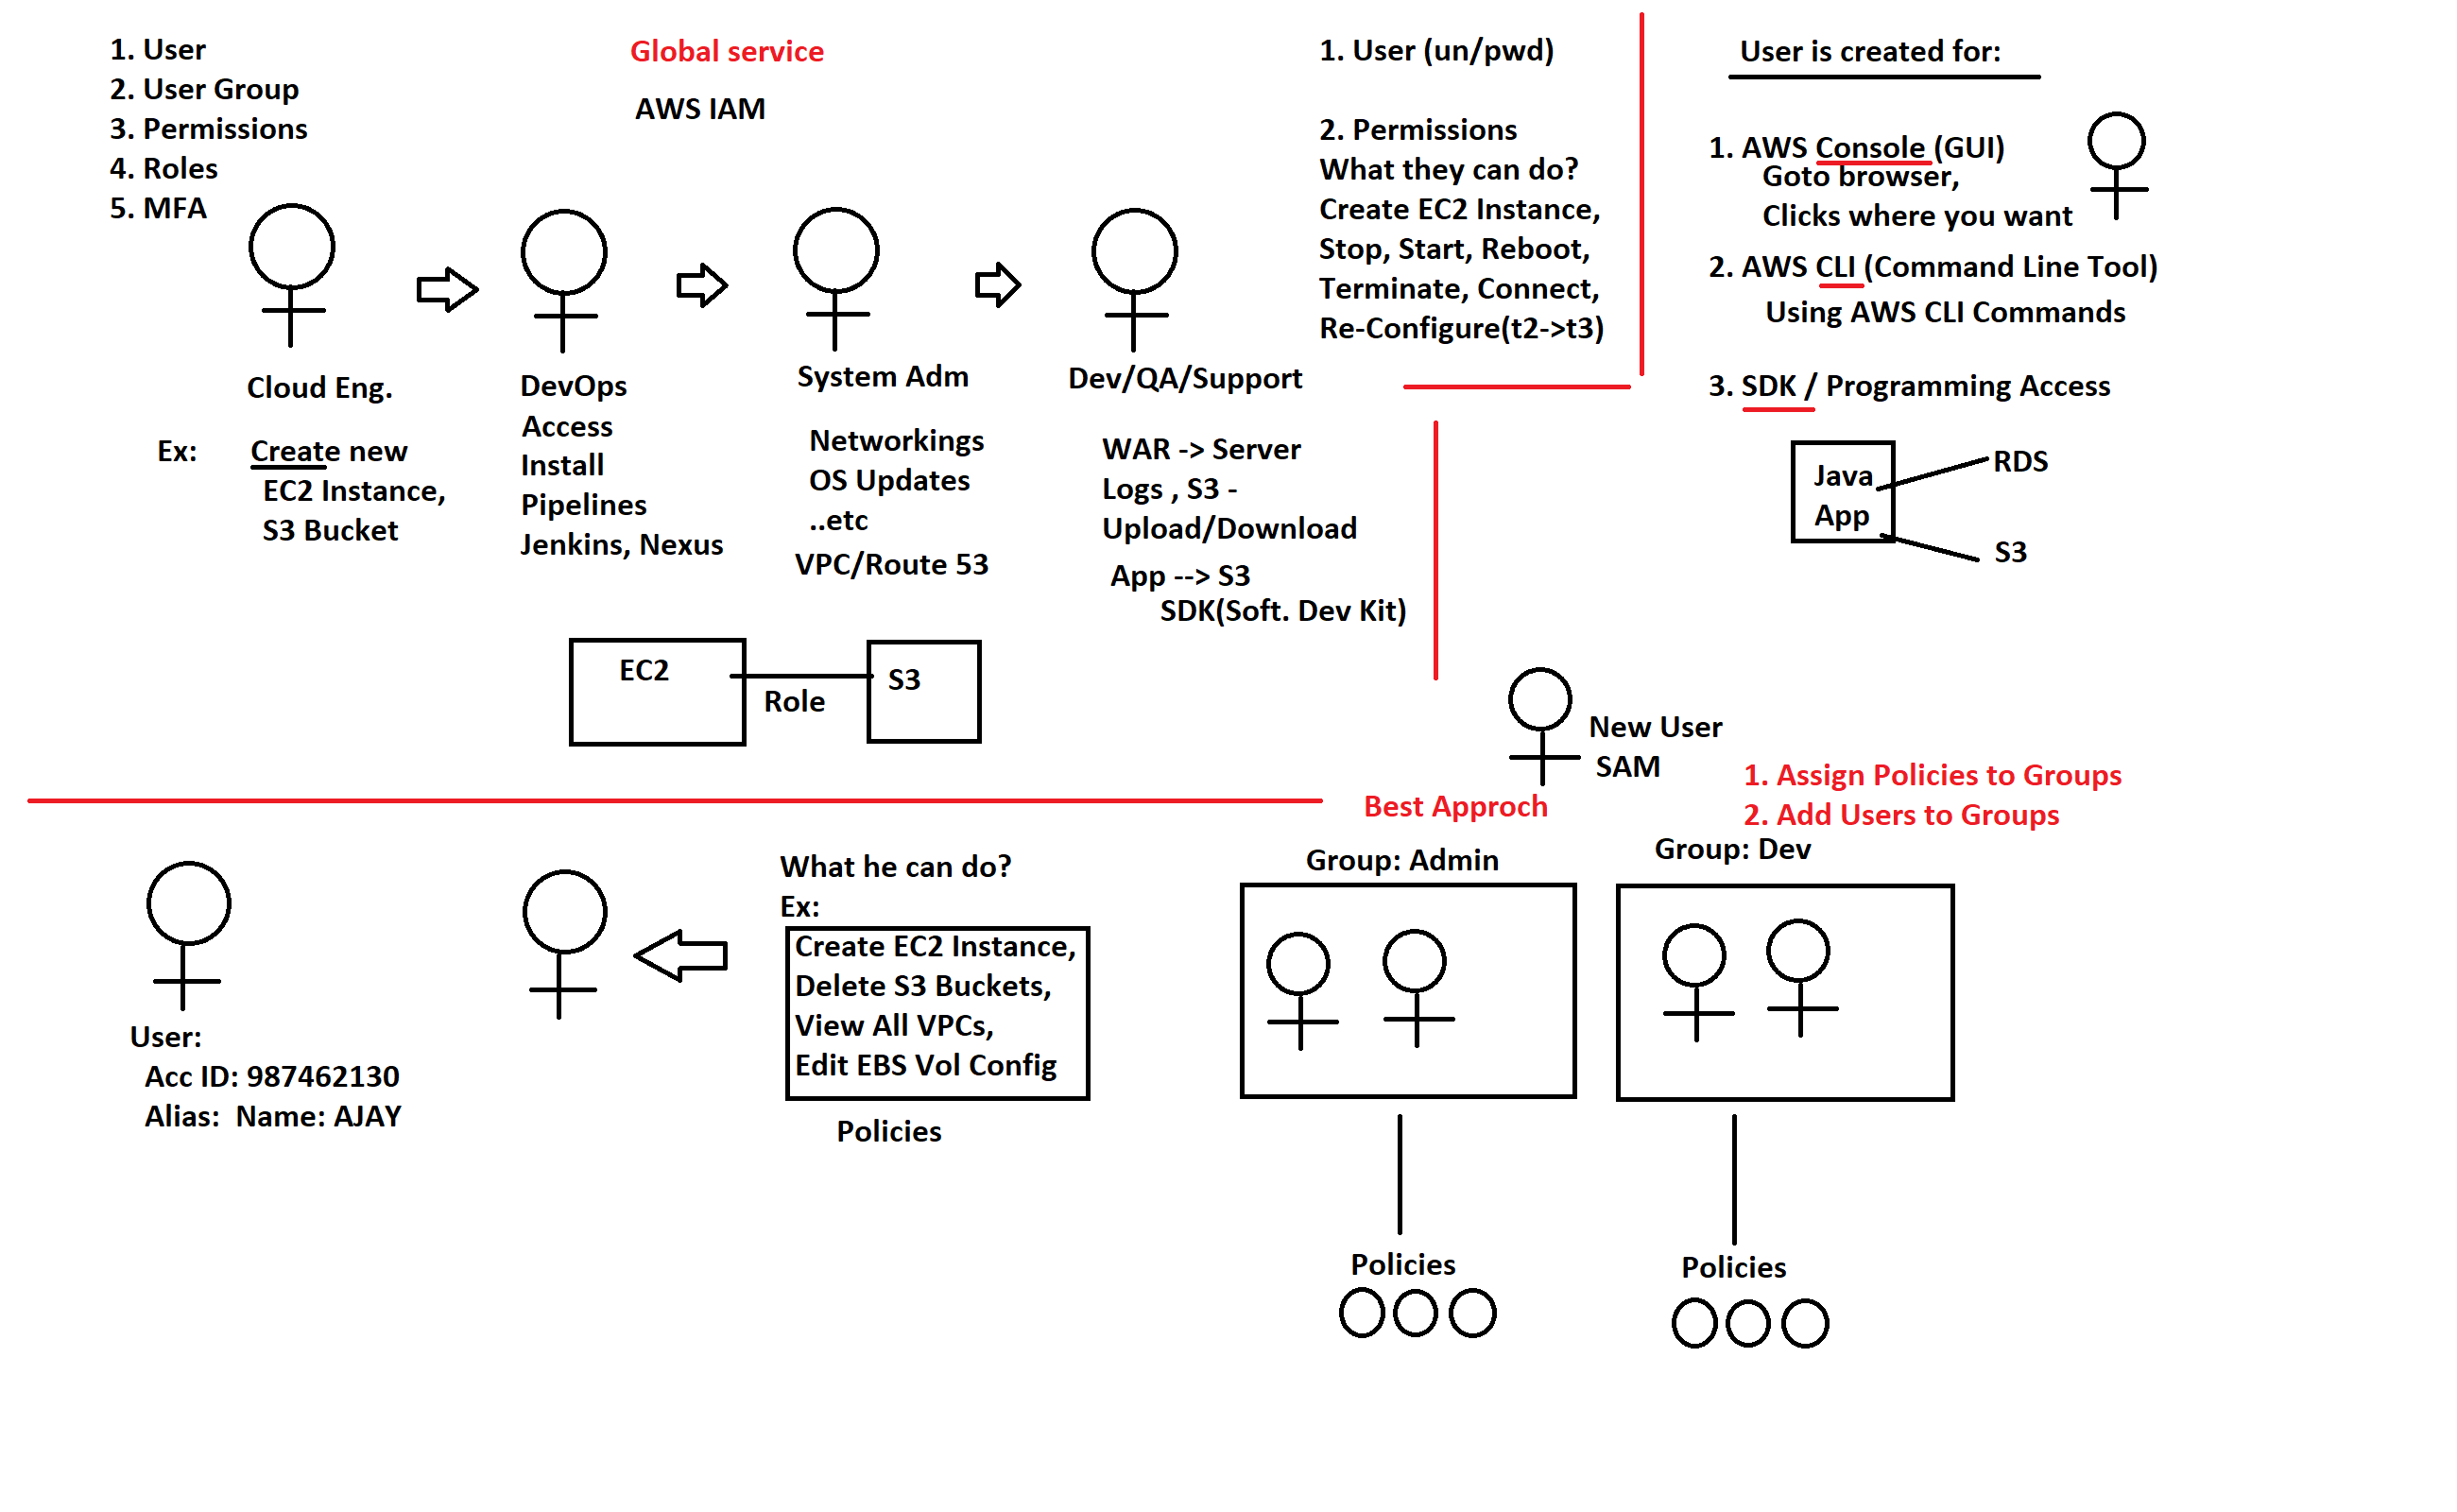 1. User
2. User Group
3. Permissions
4. Roles
5. MFA
Global service
AWS IAM
Cloud Eng.
Ex:
Create new
EC2 Instance,
S3 Bucket
DevOps
Access
Install
Pipelines
Jenkins, Nexus
System Adm
Networkings
OS Updates
..etc
VPC/Route 53
Dev/QA/Support
WAR -> Server
Logs , S3 -
Upload/Download
App --> S3
SDK(Soft. Dev Kit)
1. User (un/pwd)
2. Permissions
What they can do?
Create EC2 Instance,
Stop, Start, Reboot,
Terminate, Connect,
Re-Configure(t2->t3)
User is created for:
1. AWS Console (GUI)
Goto browser,
Clicks where you want
2. AWS CLI (Command Line Tool)
Using AWS CLI Commands
3. SDK / Programming Access
Java
App
RDS
S3
EC2
Role
S3
New User
SAM
Best Approch
1. Assign Policies to Groups
2. Add Users to Groups
User:
Acc ID: 987462130
Alias: Name: AJAY
What he can do?
Ex:
Create EC2 Instance,
Delete S3 Buckets,
View All VPCs,
Edit EBS Vol Config
Policies
Group: Admin
Policies
Group: Dev
Policies